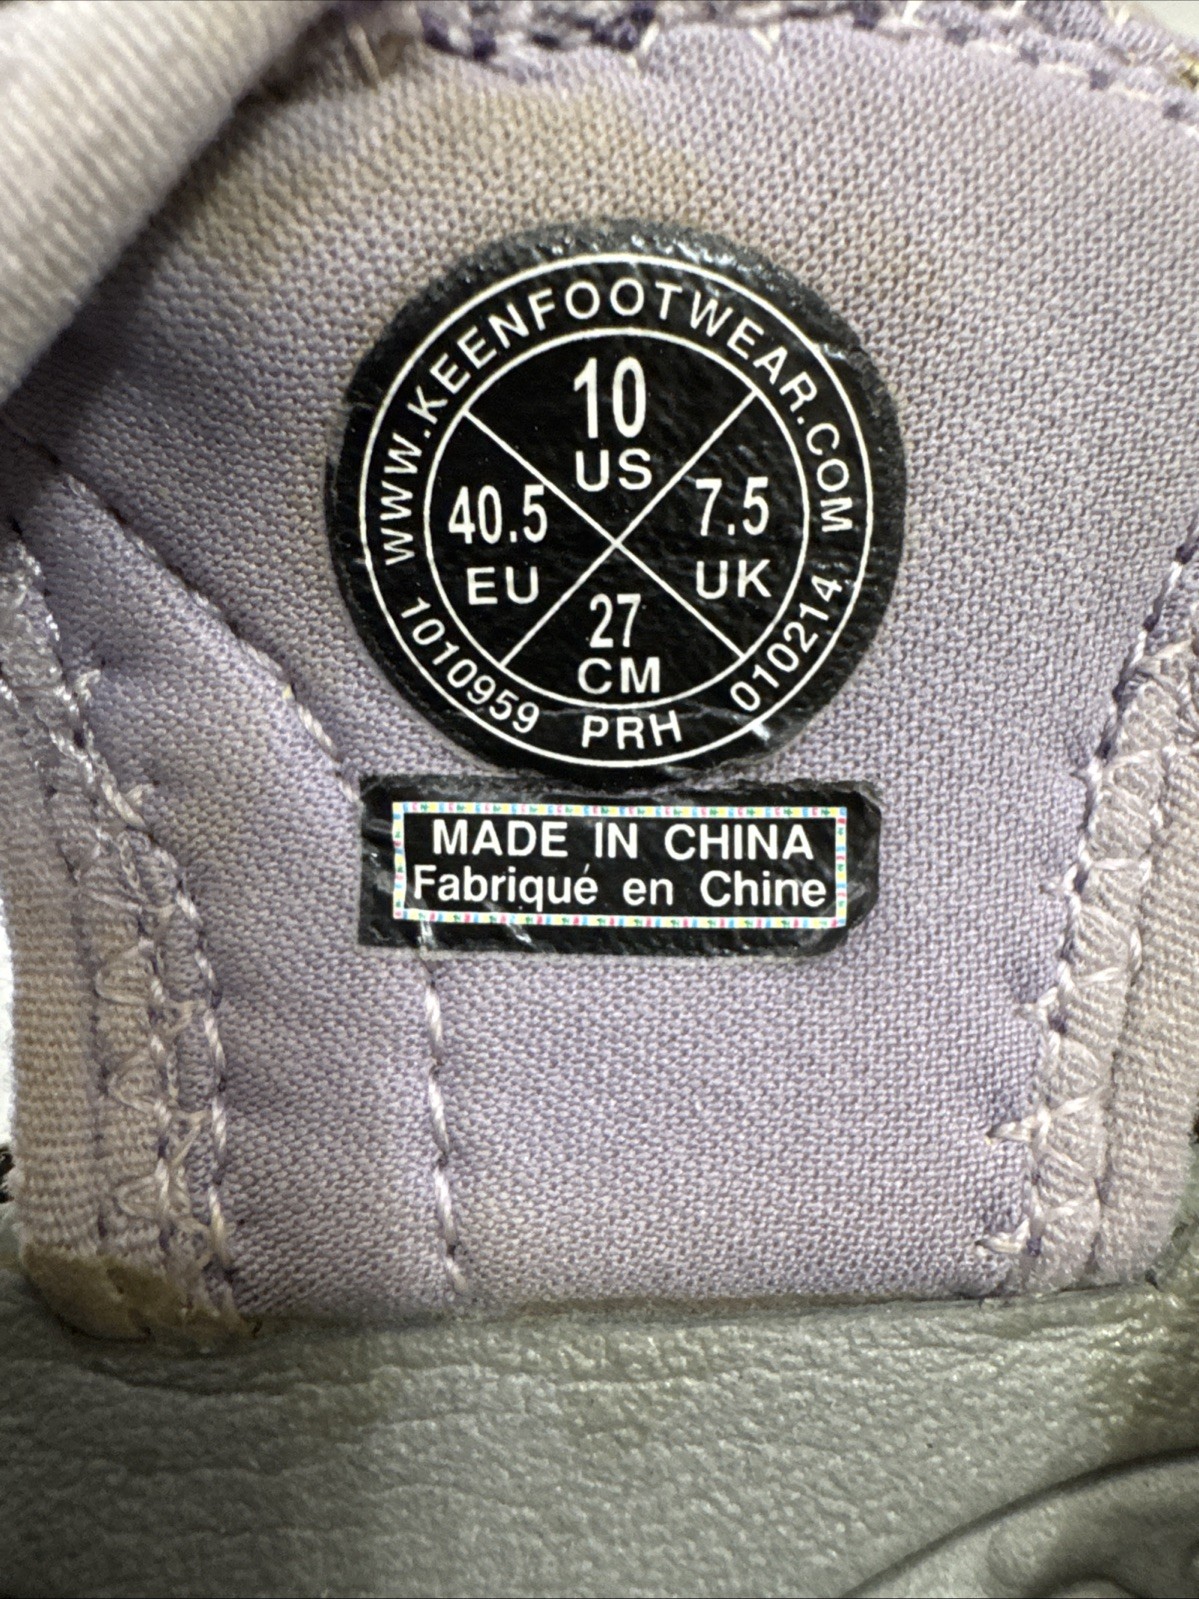 WWW.KEENFOOTWEAR.COM
10
US
40.5
EU
7.5
UK
27
CM
1010959 PRH 010214
MADE IN CHINA
Fabriqué en Chine